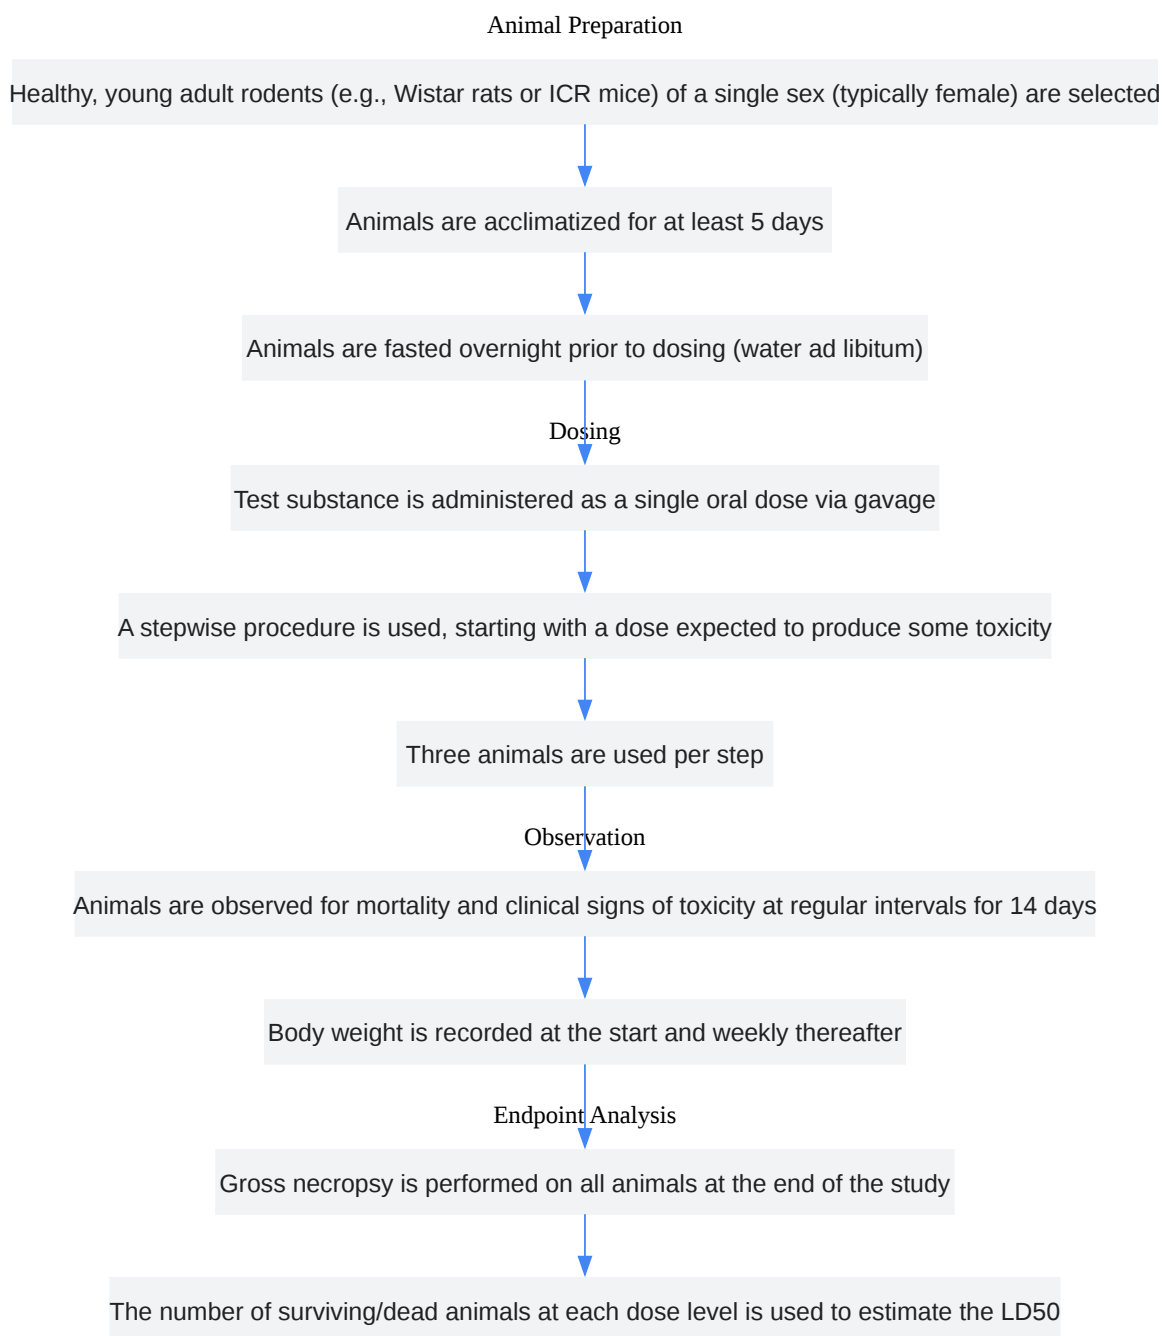 Animal Preparation
Healthy, young adult rodents (e.g., Wistar rats or ICR mice) of a single sex (typically female) are selected
Animals are acclimatized for at least 5 days
Animals are fasted overnight prior to dosing (water ad libitum)
Dosing
Test substance is administered as a single oral dose via gavage
A stepwise procedure is used, starting with a dose expected to produce some toxicity
Three animals are used per step
Observation
Animals are observed for mortality and clinical signs of toxicity at regular intervals for 14 days
Body weight is recorded at the start and weekly thereafter
Endpoint Analysis
Gross necropsy is performed on all animals at the end of the study
The number of surviving/dead animals at each dose level is used to estimate the LD50